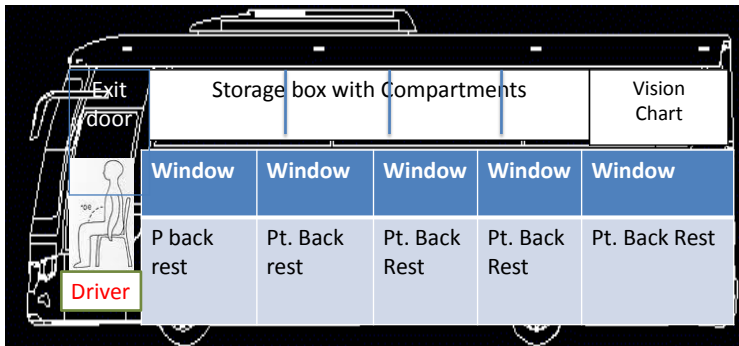 Exit
door
Storage box with Compartments
Vision
Chart
Window
Window
Window
Window
Window
P back
rest
Pt. Back
rest
Pt. Back
Rest
Pt. Back
Rest
Pt. Back Rest
Driver